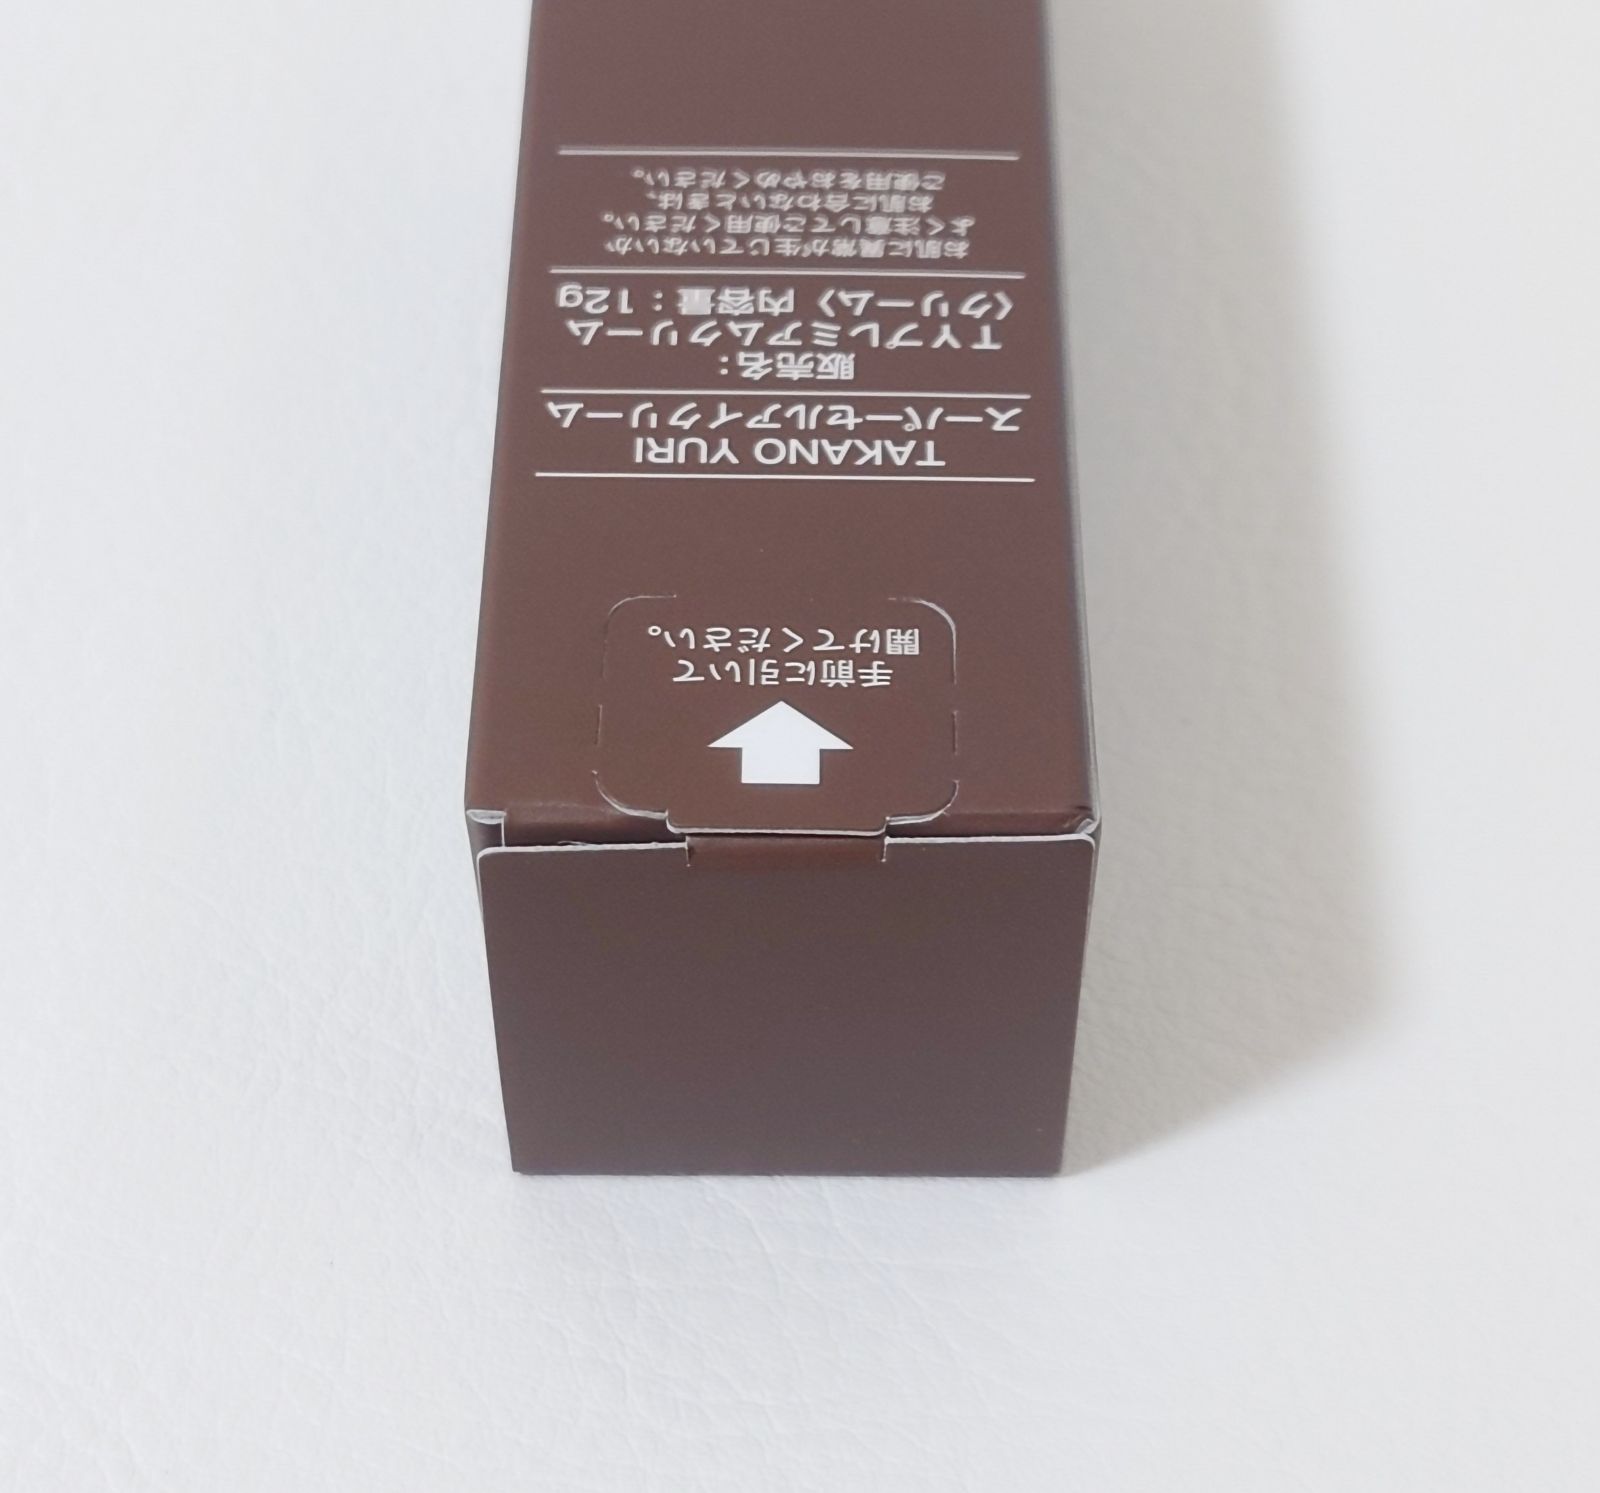 手前に引いて
開けてください。
TAKANO YURI
スーパーセルアイクリーム
販売名：
TYプレミアムクリーム
〈クリーム〉内容量：12g
お肌に異常が生じていないか
よく注意してご使用ください。
お肌に合わないときは、
ご使用をおやめください。